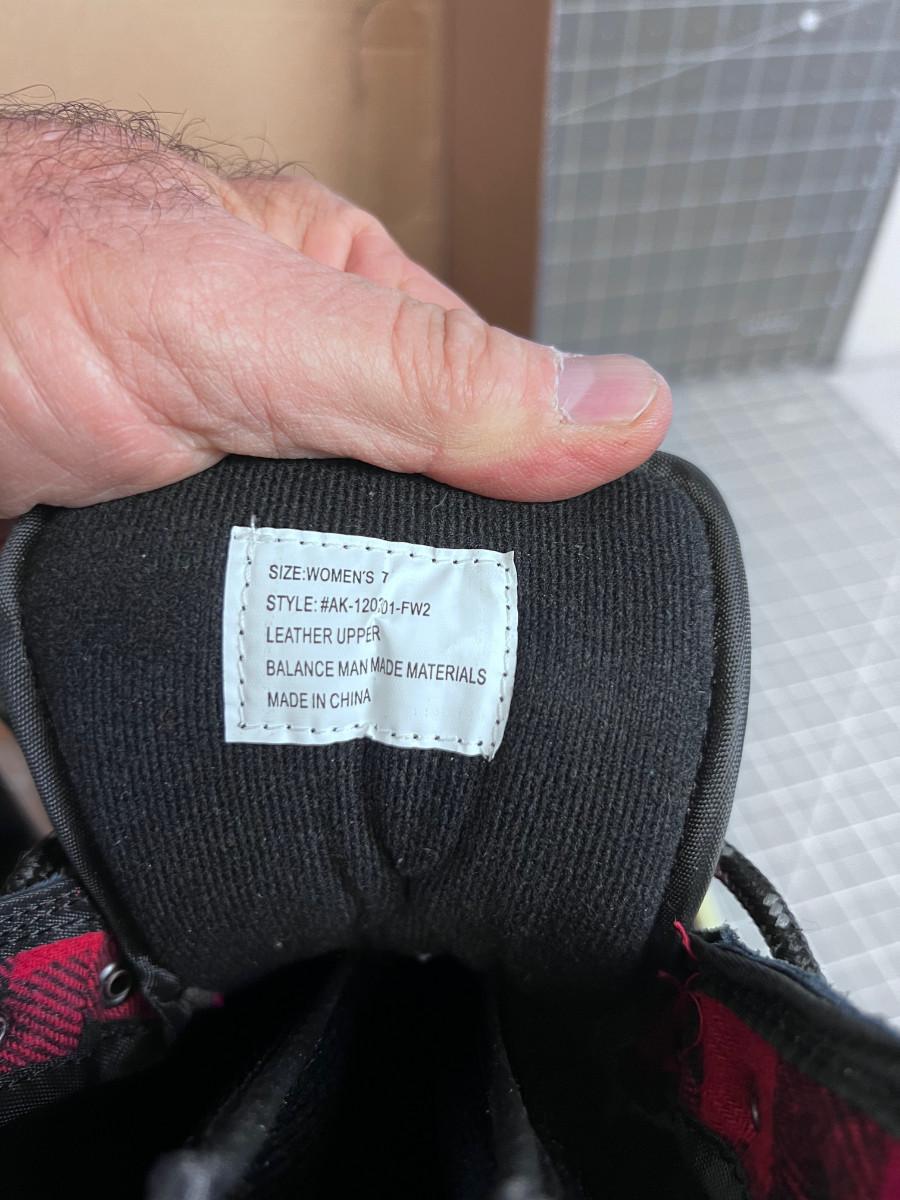 SIZE:WOMEN'S 7
STYLE:
LEATHER UPPER
BALANCE MAN MADE MATERIALS
MADE IN CHINA